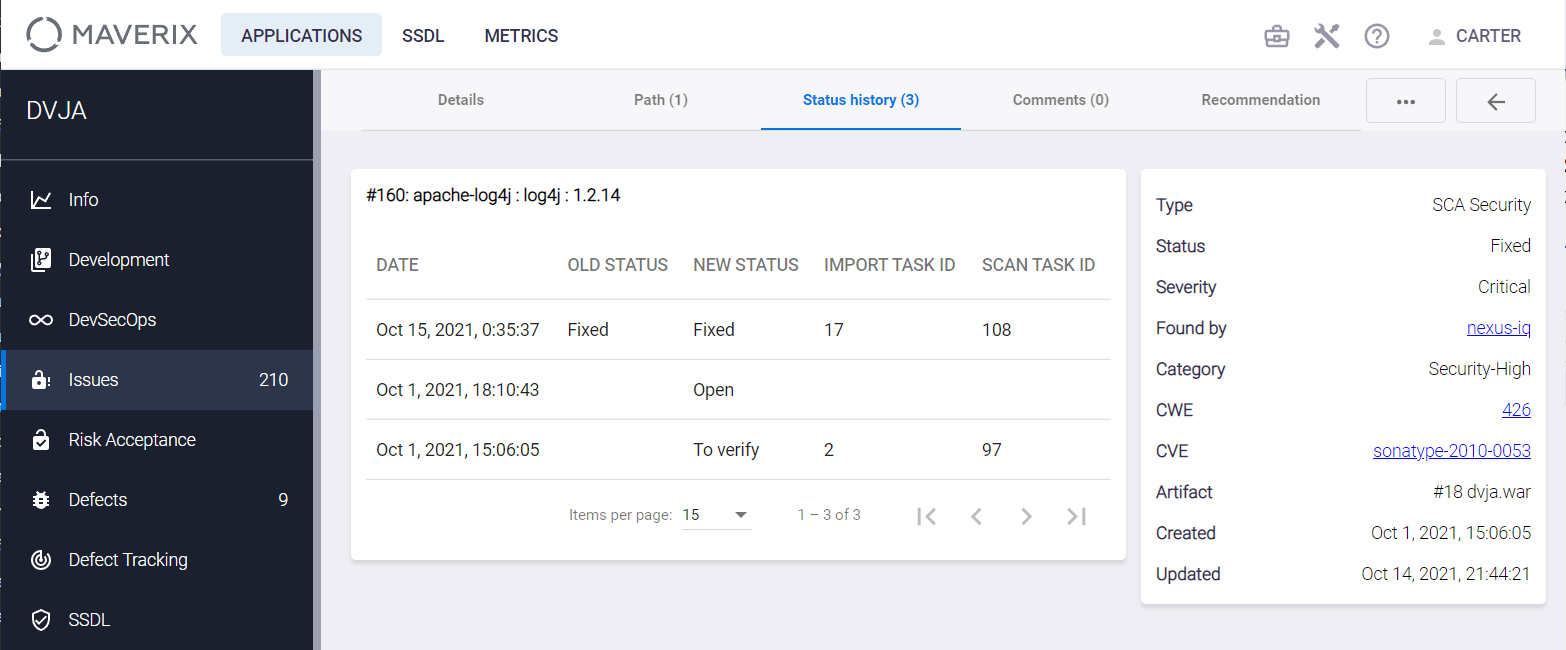 MAVERIX APPLICATIONS SSDL METRICS CARTER
DVJA
Info
Development
DevSecOps
Issues 210
Risk Acceptance
Defects 9
Defect Tracking
SSDL
Details Path (1) Status history (3) Comments (0) Recommendation
#160: apache-log4j : log4j : 1.2.14
DATE OLD STATUS NEW STATUS IMPORT TASK ID SCAN TASK ID
Oct 15, 2021, 0:35:37 Fixed Fixed 17 108
Oct 1, 2021, 18:10:43 Open
Oct 1, 2021, 15:06:05 To verify 2 97
Items per page: 15 1 – 3 of 3
Type SCA Security
Status Fixed
Severity Critical
Found by nexus-iq
Category Security-High
CWE 426
CVE sonatype-2010-0053
Artifact #18 dvja.war
Created Oct 1, 2021, 15:06:05
Updated Oct 14, 2021, 21:44:21